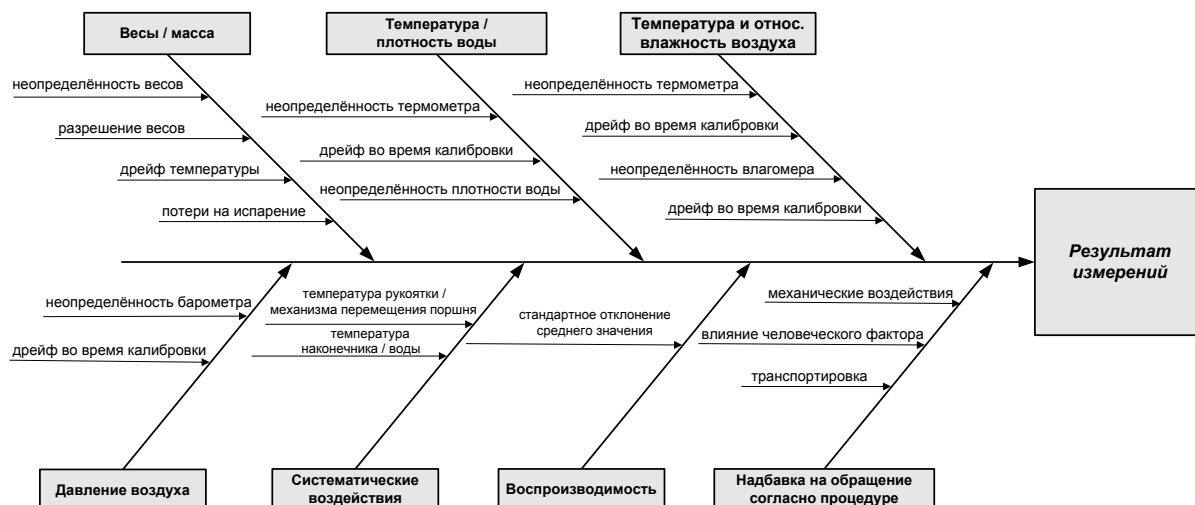 Весы / масса
Температура /
плотность воды
Температура и относ.
влажность воздуха
неопределённость весов
разрешение весов
дрейф температуры
потери на испарение
неопределённость термометра
дрейф во время калибровки
неопределённость плотности воды
неопределённость термометра
дрейф во время калибровки
неопределённость влагомера
дрейф во время калибровки
Результат
измерений
неопределённость барометра
дрейф во время калибровки
температура рукоятки /
механизма перемещения поршня
температура
наконечника / воды
стандартное отклонение
среднего значения
механические воздействия
влияние человеческого фактора
транспортировка
Давление воздуха
Систематические
воздействия
Воспроизводимость
Надбавка на обращение
согласно процедуре